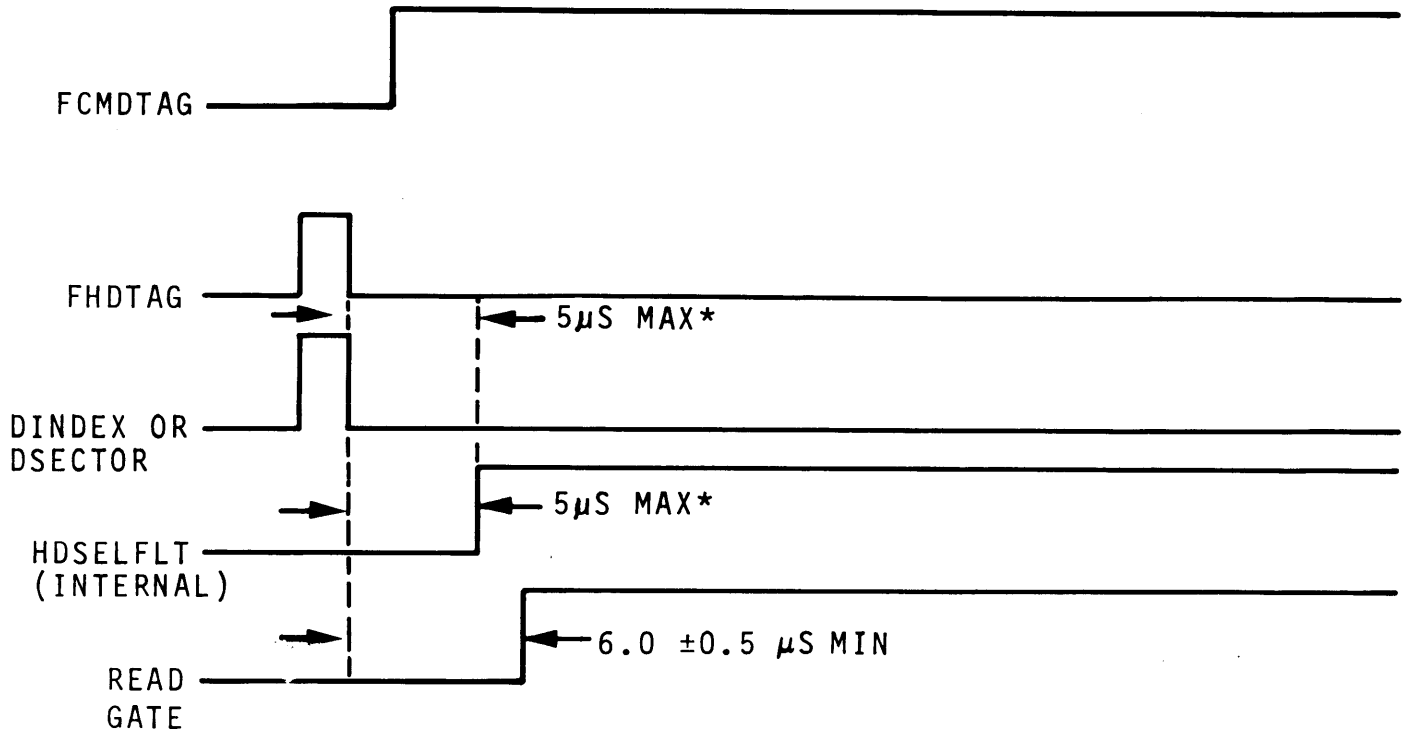 FCMDTAG
FHDTAG
5µS MAX*
DINDEX OR
DSECTOR
5µS MAX*
HDSELFLT
(INTERNAL)
6.0 ±0.5 µS MIN
READ
GATE